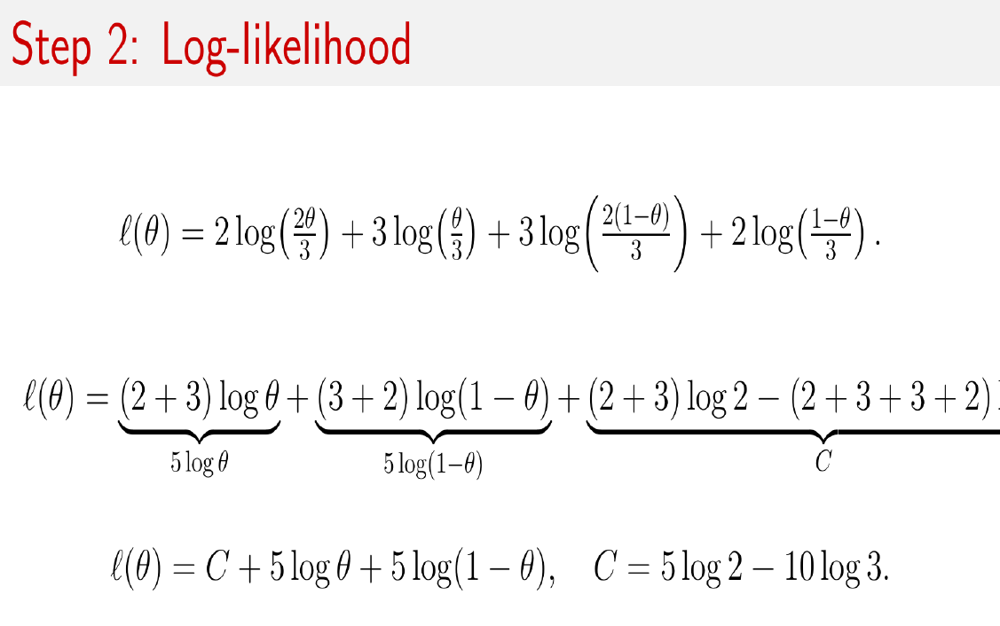 Step 2: Log-likelihood
ℓ(θ) = 2 log(2θ/3) + 3 log(θ/3) + 3 log(2(1−θ)/3) + 2 log(1−θ/3) .
ℓ(θ) = (2 + 3) log θ + (3 + 2) log(1 − θ) + (2 + 3) log 2 − (2 + 3 + 3 + 2)
5 log θ 5 log(1−θ) C
ℓ(θ) = C + 5 log θ + 5 log(1 − θ), C = 5 log 2 − 10 log 3.